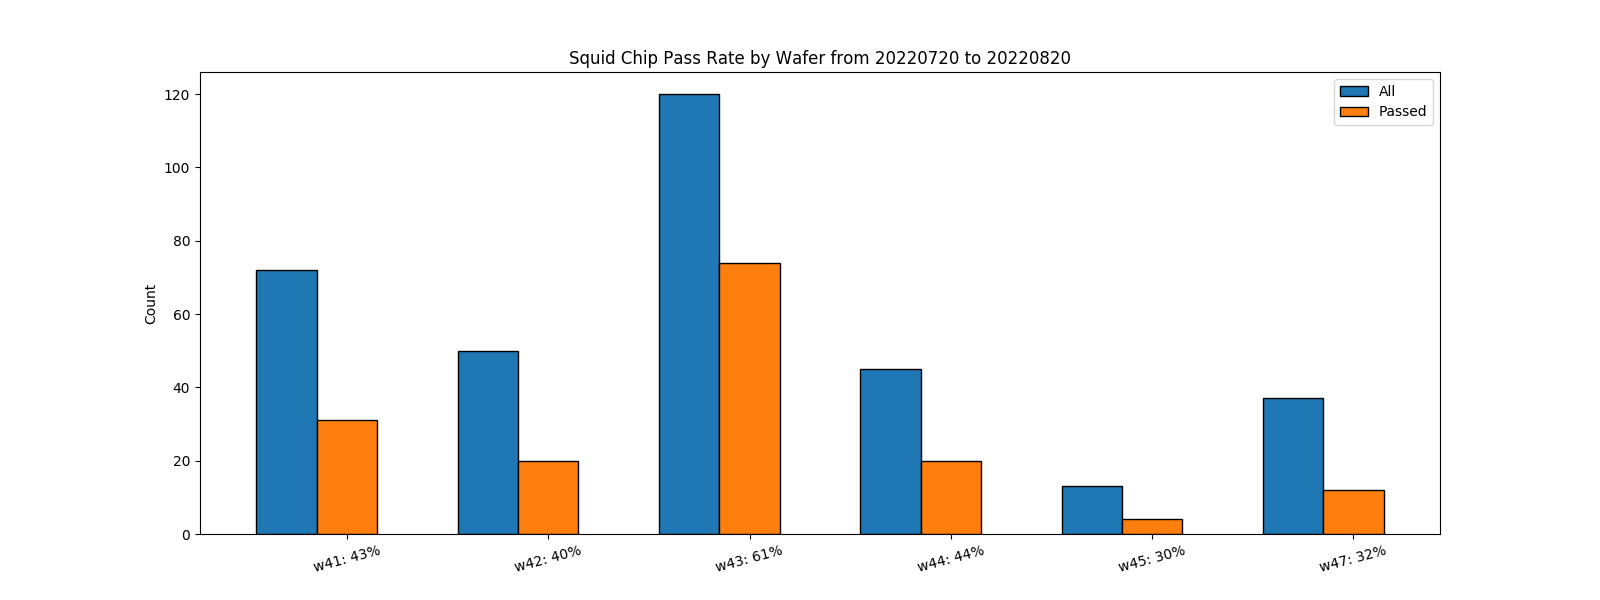 Squid Chip Pass Rate by Wafer from 20220720 to 20220820
All
Passed
120
100
80
60
40
20
0
Count
w41: 43%
w42: 40%
w43: 61%
w44: 44%
w45: 30%
w47: 32%